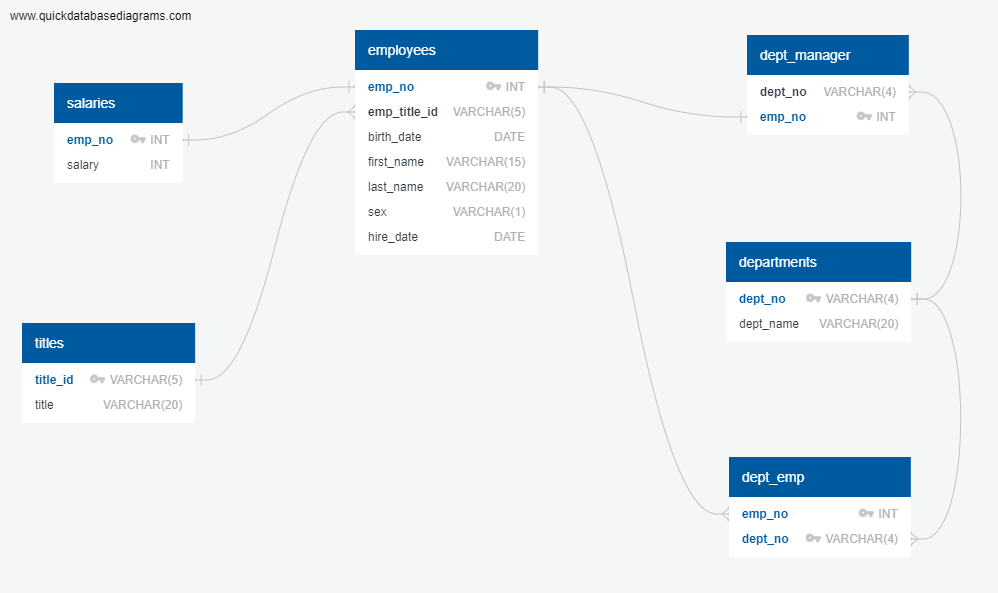 www.quickdatabasediagrams.com
employees
emp_no INT
emp_title_id VARCHAR(5)
birth_date DATE
first_name VARCHAR(15)
last_name VARCHAR(20)
sex VARCHAR(1)
hire_date DATE
dept_manager
dept_no VARCHAR(4)
emp_no INT
salaries
emp_no INT
salary INT
departments
dept_no VARCHAR(4)
dept_name VARCHAR(20)
titles
title_id VARCHAR(5)
title VARCHAR(20)
dept_emp
emp_no INT
dept_no VARCHAR(4)